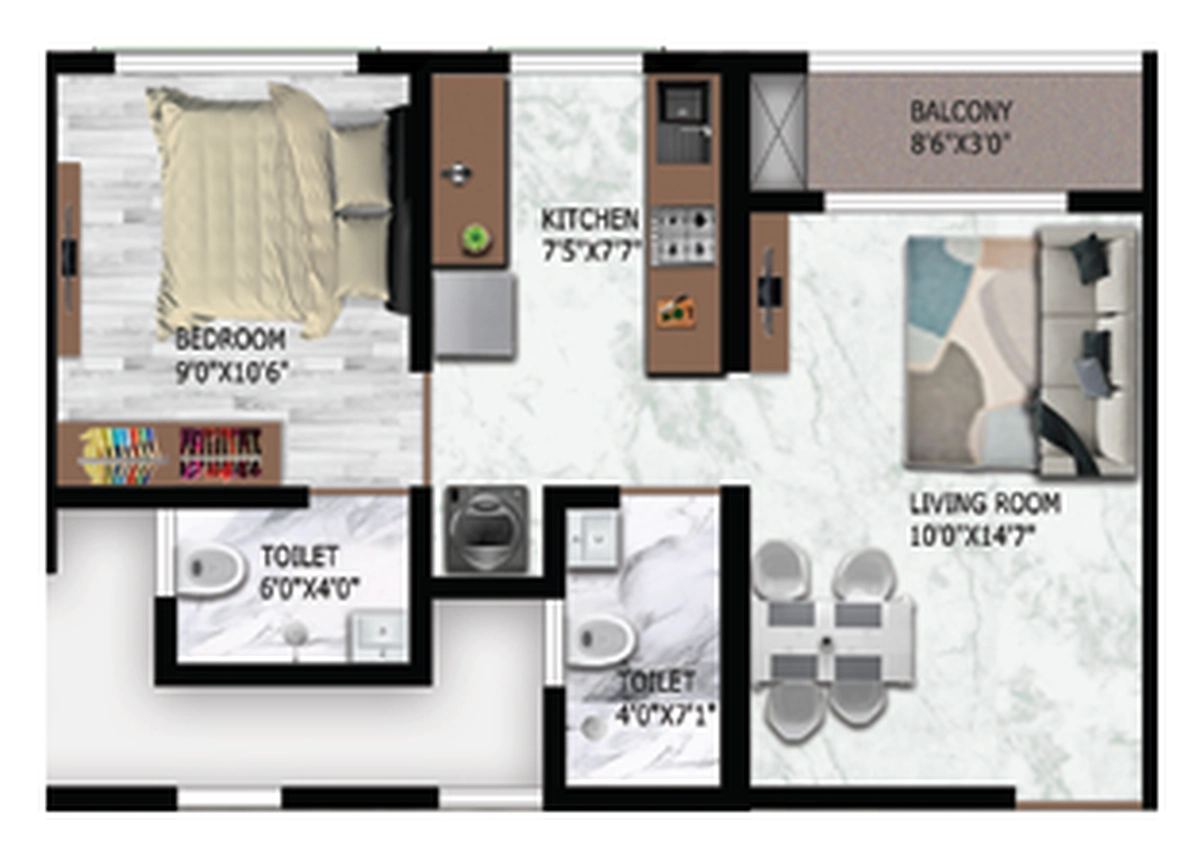 BALCONY
8'6"X3'0"
KITCHEN
7'5"X7'7"
BEDROOM
9'0"X10'6"
LIVING ROOM
10'0"X14'7"
TOILET
6'0"X4'0"
TOILET
4'0"X7'1"